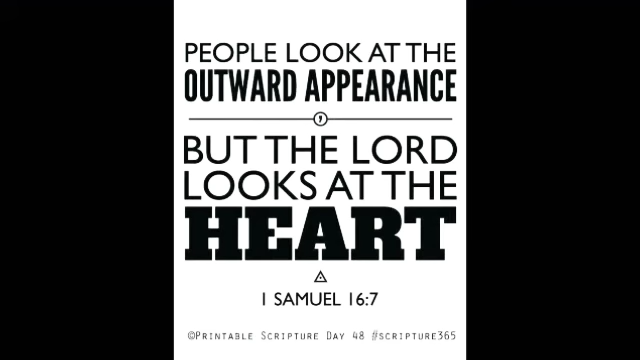 PEOPLE LOOK AT THE
OUTWARD APPEARANCE
,
BUT THE LORD
LOOKS AT THE
HEART
1 SAMUEL 16:7
©PRINTABLE SCRIPTURE DAY 48 #SCRIPTURE365